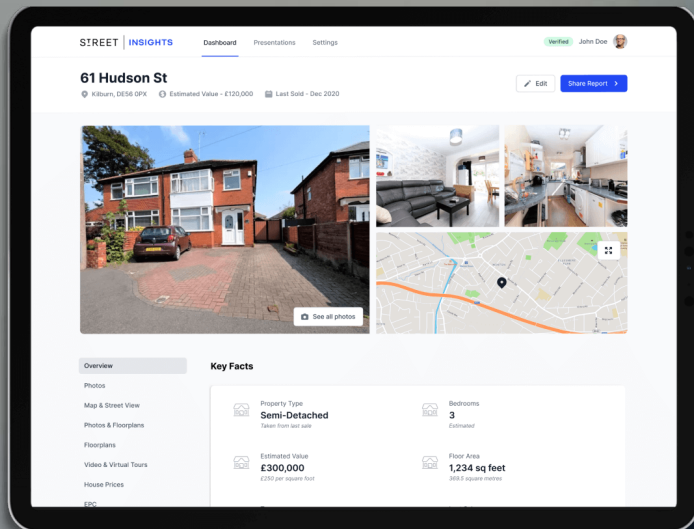 STREET | INSIGHTS
Dashboard
Presentations
Settings
Verified
John Doe
61 Hudson St
Kilburn, DE56 0PX
Estimated Value - £120,000
Last Sold - Dec 2020
Edit
Share Report
See all photos
Overview
Photos
Map & Street View
Photos & Floorplans
Floorplans
Video & Virtual Tours
House Prices
EPC
Key Facts
Property Type
Semi-Detached
Taken from last sale
Bedrooms
3
Estimated
Estimated Value
£300,000
£250 per square foot
Floor Area
1,234 sq feet
369.5 square metres